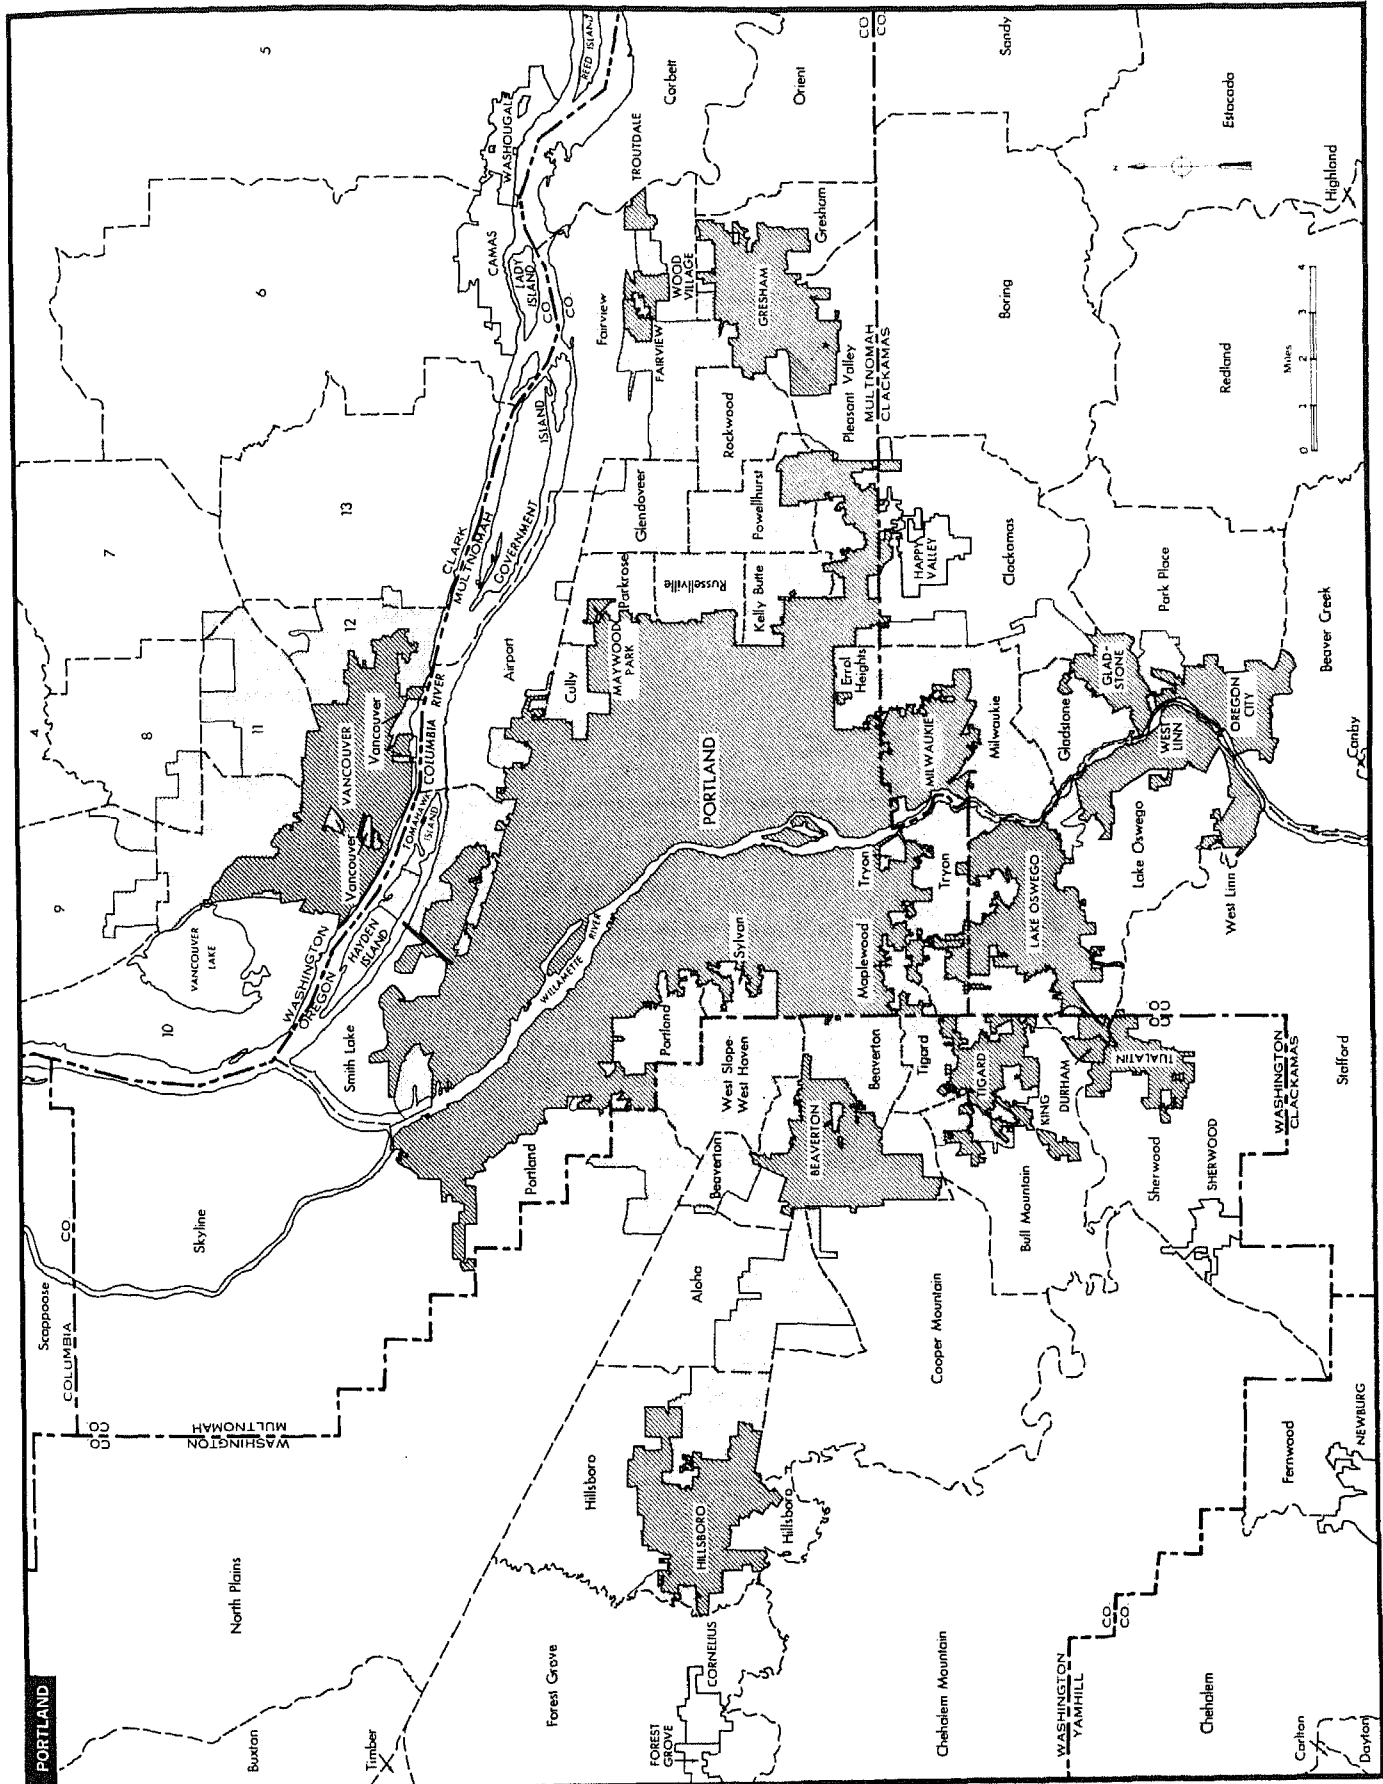 PORTLAND
Scappoose
COLUMBIA
CO.
WASHINGTON
MULTNOMAH
CO.
CO.
North Plains
Buxton
Timber
Skyline
Smith Lake
10
9
8
4
7
5
6
11
12
13
VANCOUVER
LAKE
VANCOUVER
Vancouver
Vancouver
WASHINGTON
OREGON
HAYDEN
ISLAND
TOMAHAWK
ISLAND
COLUMBIA
RIVER
CLARK
MULTNOMAH
GOVERNMENT
ISLAND
CO.
CO.
CAMAS
LADY
ISLAND
WASHOUGAL
REED ISLAND
Corbett
Orient
TROUTDALE
Fairview
FAIRVIEW
WOOD
VILLAGE
GRESHAM
Gresham
Airport
Cully
MAYWOOD
PARK
Parkrose
Glendoveer
Russellville
Rockwood
Kelly Butte
Powellhurst
Pleasant Valley
MULTNOMAH
CLACKAMAS
CO.
CO.
Sandy
Portland
WILLAMETTE
RIVER
PORTLAND
Portland
Sylvan
West Slope-
West Haven
Beaverton
Aloha
Hillsboro
HILLSBORO
Hillsboro
Forest Grove
CORNELIUS
FOREST
GROVE
BEAVERTON
Beaverton
Maplewood
Tryon
Tryon
Errol
Heights
HAPPY
VALLEY
MILWAUKIE
Milwaukie
Clackamas
Boring
Tigard
TIGARD
KING
DURHAM
TUALATIN
LAKE OSWEGO
Lake Oswego
Gladstone
GLAD-
STONE
WEST
LINN
OREGON
CITY
West Linn
Park Place
Redland
Estacada
Highland
Beaver Creek
Canby
Cooper Mountain
Bull Mountain
Chehalem Mountain
Sherwood
SHERWOOD
CO.
CO.
WASHINGTON
CLACKAMAS
Stafford
WASHINGTON
YAMHILL
CO.
CO.
Chehalem
Fernwood
NEWBURG
Carlton
Dayton
N
0 1 2 3 4
Miles